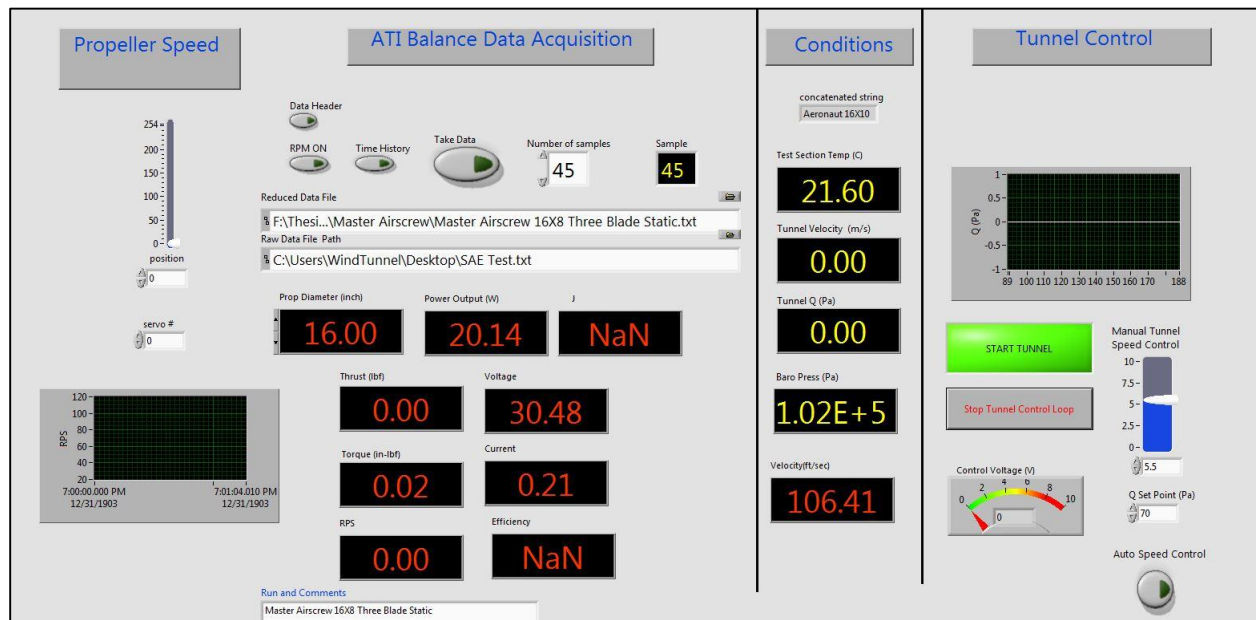 Propeller Speed
ATI Balance Data Acquisition
Conditions
Tunnel Control
254
200
150
100
50
0
position
0
servo #
0
120
100
80
60
40
20
RPS
7:00:00.000 PM
12/31/1903
7:01:04.010 PM
12/31/1903
Data Header
RPM ON
Time History
Take Data
Number of samples
45
Sample
45
Reduced Data File
F:\Thesi...\Master Airscrew\Master Airscrew 16X8 Three Blade Static.txt
Raw Data File Path
C:\Users\WindTunnel\Desktop\SAE Test.txt
Prop Diameter (inch)
16.00
Power Output (W)
20.14
J
NaN
Thrust (lbf)
0.00
Voltage
30.48
Torque (in-lbf)
0.02
Current
0.21
RPS
0.00
Efficiency
NaN
Run and Comments
Master Airscrew 16X8 Three Blade Static
concatenated string
Aeronaut 16X10
Test Section Temp (C)
21.60
Tunnel Velocity (m/s)
0.00
Tunnel Q (Pa)
0.00
Baro Press (Pa)
1.02E+5
Velocity(ft/sec)
106.41
Q (Pa)
1
0.5
0
-0.5
-1
89 100 110 120 130 140 150 160 170 188
START TUNNEL
Stop Tunnel Control Loop
Manual Tunnel
Speed Control
10
7.5
5
2.5
0
5.5
Control Voltage (V)
0 2 4 6 8 10
0
Q Set Point (Pa)
70
Auto Speed Control